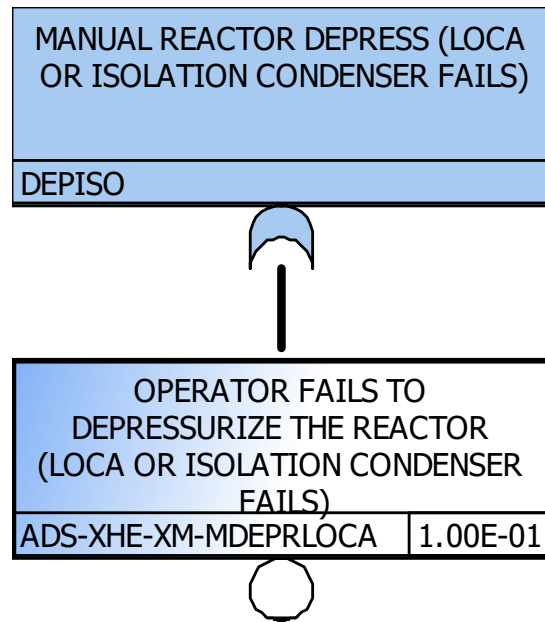 MANUAL REACTOR DEPRESS (LOCA
OR ISOLATION CONDENSER FAILS)
DEPISO
OPERATOR FAILS TO
DEPRESSURIZE THE REACTOR
(LOCA OR ISOLATION CONDENSER
FAILS)
ADS-XHE-XM-MDEPRLOCA 1.00E-01